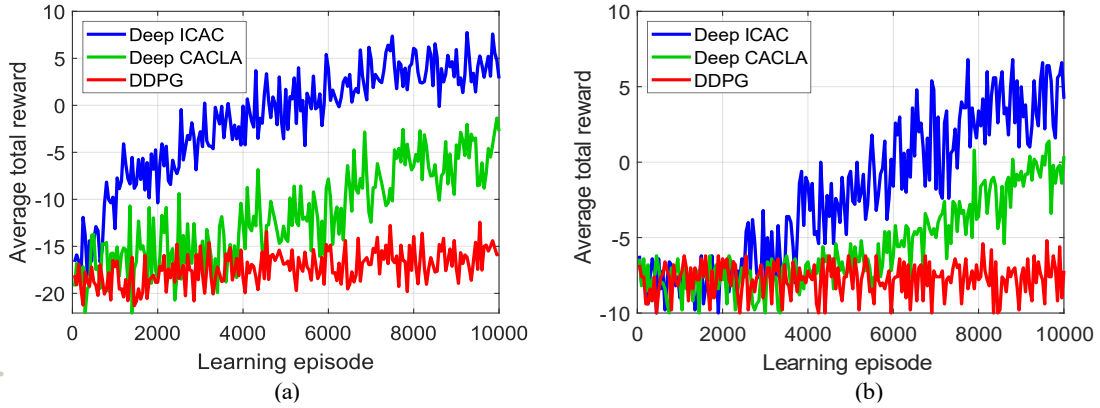 10
5
0
-5
-10
-15
-20
Average total reward
Deep ICAC
Deep CACLA
DDPG
0 2000 4000 6000 8000 10000
Learning episode
(a)
10
5
0
-5
-10
Average total reward
Deep ICAC
Deep CACLA
DDPG
0 2000 4000 6000 8000 10000
Learning episode
(b)